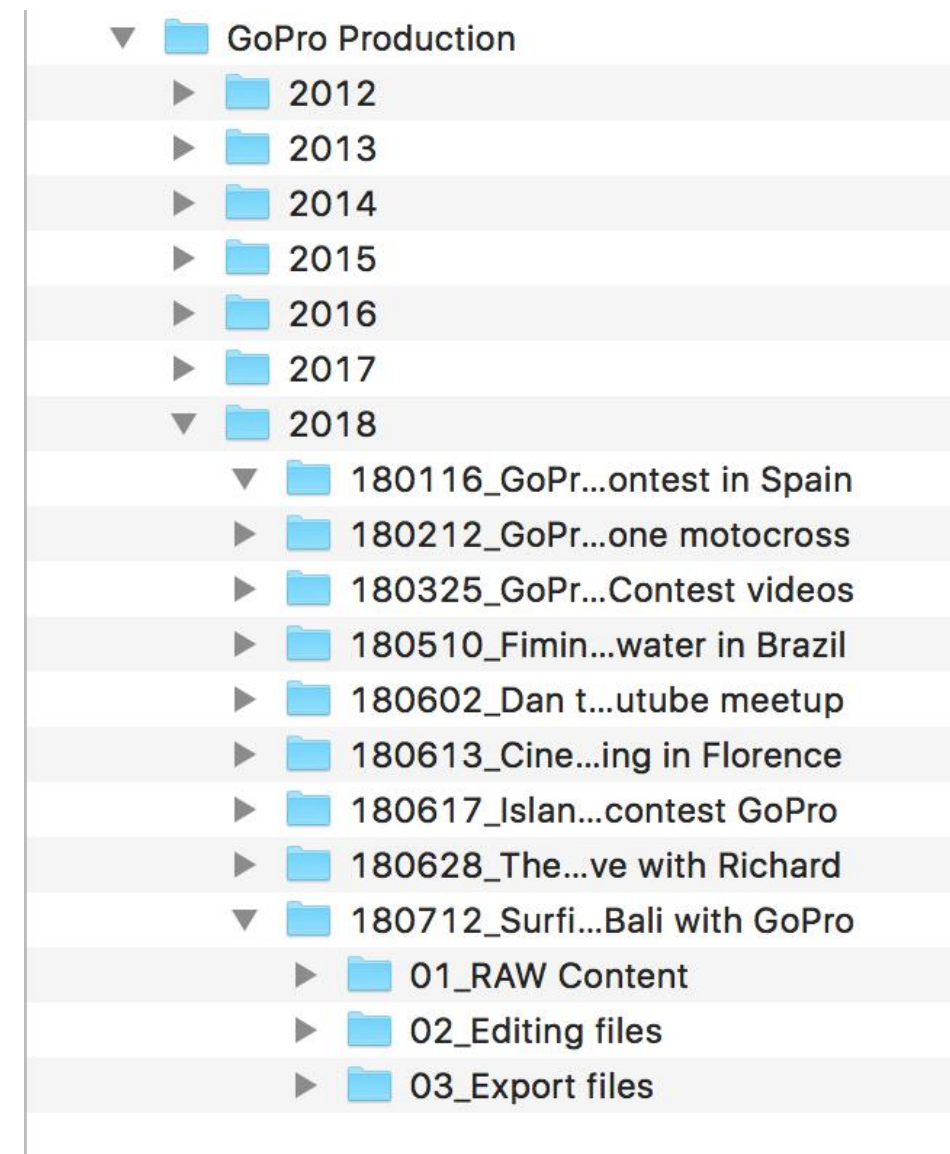 GoPro Production
2012
2013
2014
2015
2016
2017
2018
180116_GoPr...ontest in Spain
180212_GoPr...one motocross
180325_GoPr...Contest videos
180510_Fimin...water in Brazil
180602_Dan t...utube meetup
180613_Cine...ing in Florence
180617_Islan...contest GoPro
180628_The...ve with Richard
180712_Surfi...Bali with GoPro
01_RAW Content
02_Editing files
03_Export files